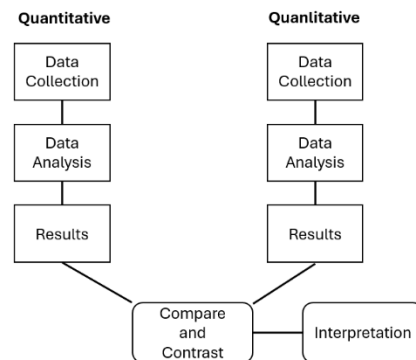 Quantitative
Quanlitative
Data
Collection
Data
Collection
Data
Analysis
Data
Analysis
Results
Results
Compare
and
Contrast
Interpretation